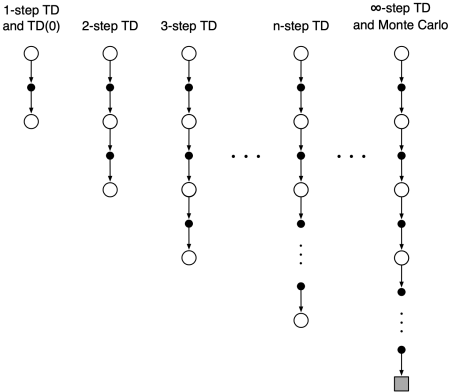 1-step TD
and TD(0)
2-step TD
3-step TD
n-step TD
∞-step TD
and Monte Carlo